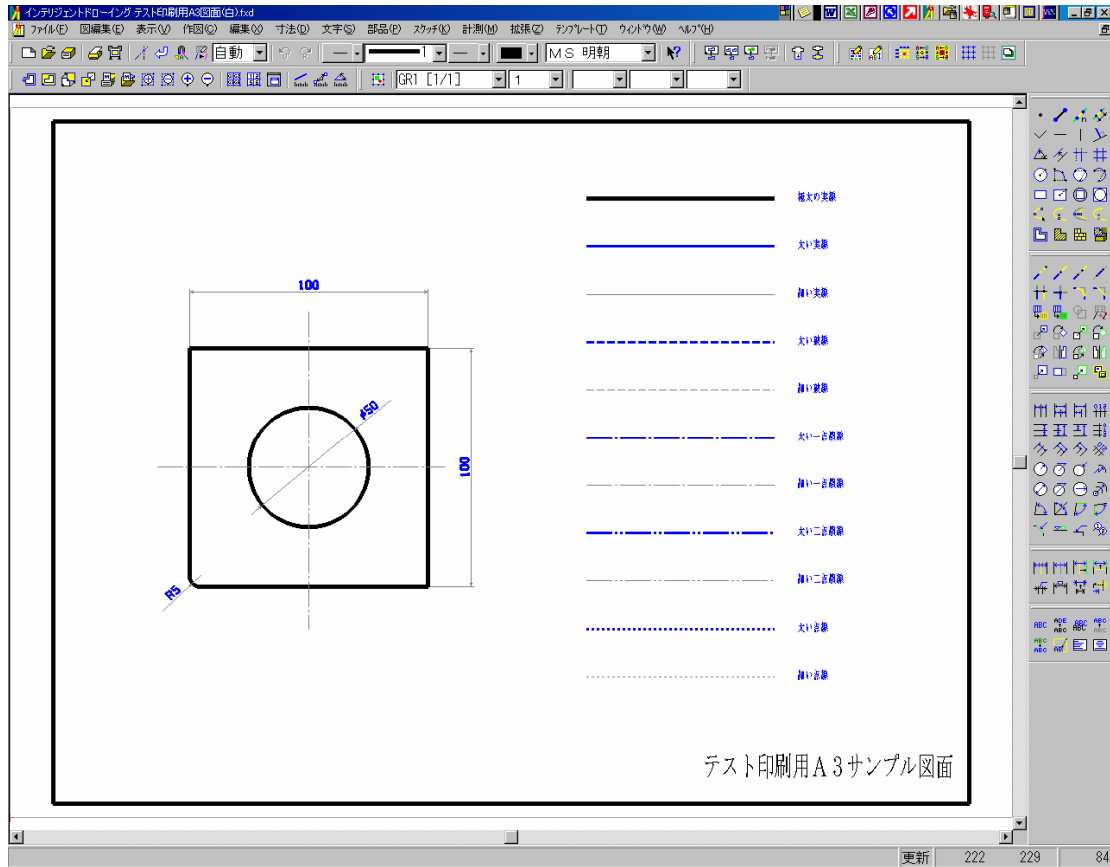 インテリジェントドローイング テスト印刷用A3図面(白).fxd
ファイル(F) 図編集(E) 表示(V) 作図(C) 編集(X) 寸法(D) 文字(S) 部品(P) スケッチ(K) 計測(M) 拡張(Z) テンプレート(T) ウィンドウ(W) ヘルプ(H)
自動 1 MS 明朝
GR1 [1/1] 1
極太の実線
太い実線
100
細い実線
太い破線
細い破線
φ50
太い一点鎖線
100
細い一点鎖線
太い二点鎖線
細い二点鎖線
R5
太い点線
細い点線
テスト印刷用A3サンプル図面
更新 222 229 84